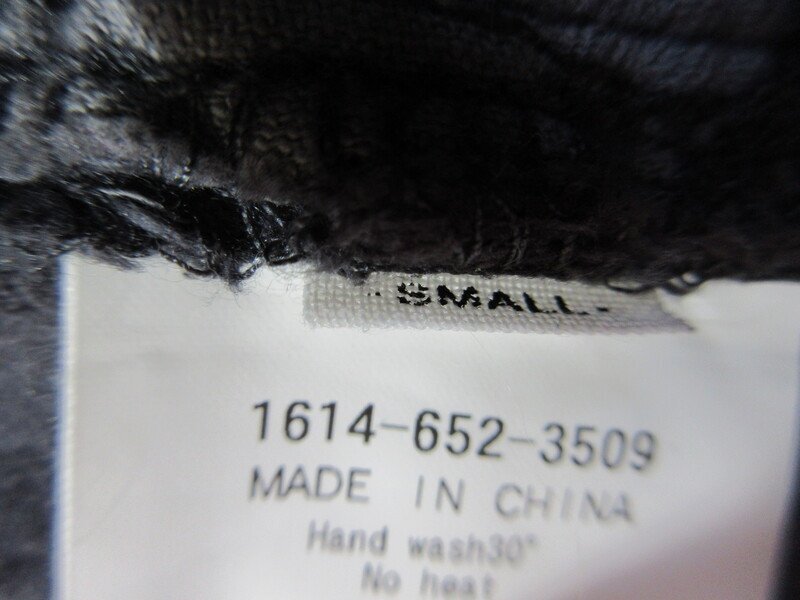 SMALL
1614-652-3509
MADE IN CHINA
Hand wash30°
No heat